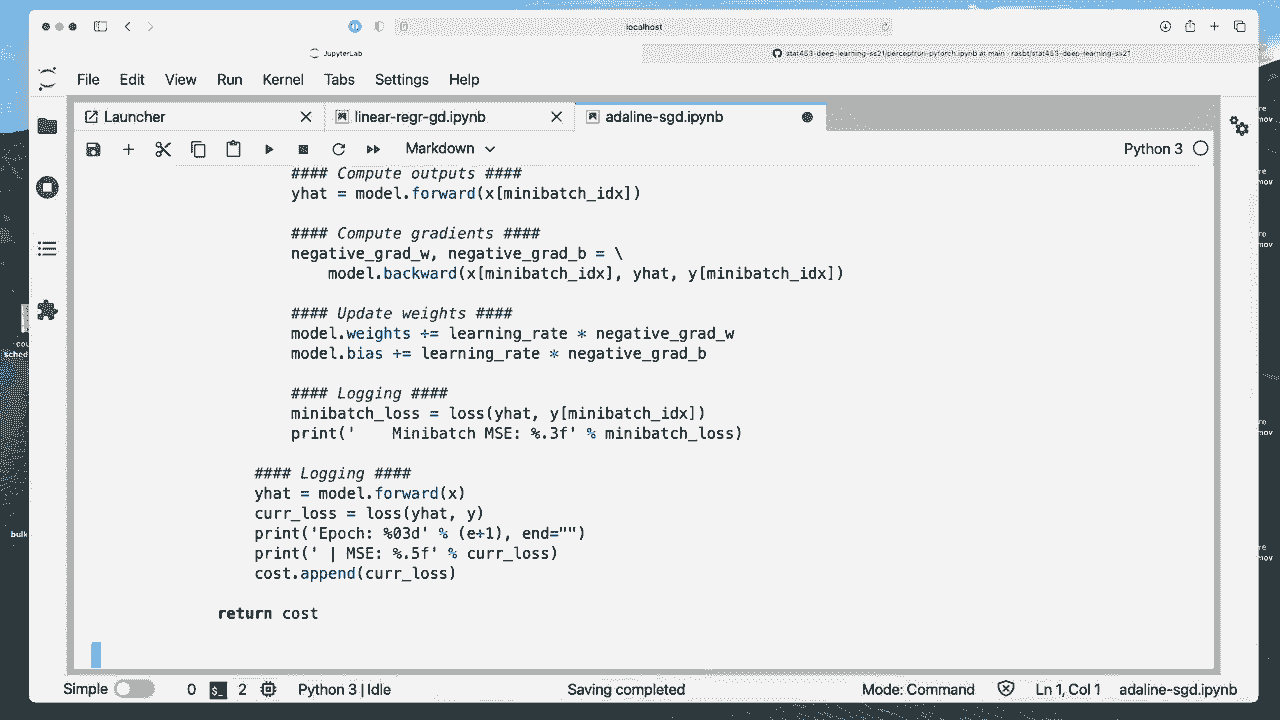 localhost
JupyterLab
stat453-deep-learning-ss21/perceptron-pytorch.ipynb at main · rasbt/stat453-deep-learning-ss21
File Edit View Run Kernel Tabs Settings Help
Launcher linear-regr-gd.ipynb adaline-sgd.ipynb
Markdown Python 3
#### Compute outputs ####
yhat = model.forward(x[minibatch_idx])
#### Compute gradients ####
negative_grad_w, negative_grad_b = \
model.backward(x[minibatch_idx], yhat, y[minibatch_idx])
#### Update weights ####
model.weights += learning_rate * negative_grad_w
model.bias += learning_rate * negative_grad_b
#### Logging ####
minibatch_loss = loss(yhat, y[minibatch_idx])
print('    Minibatch MSE: %.3f' % minibatch_loss)
#### Logging ####
yhat = model.forward(x)
curr_loss = loss(yhat, y)
print('Epoch: %03d' % (e+1), end="")
print(' | MSE: %.5f' % curr_loss)
cost.append(curr_loss)
return cost
Simple 0 $_ 2 Python 3 | Idle Saving completed Mode: Command Ln 1, Col 1 adaline-sgd.ipynb